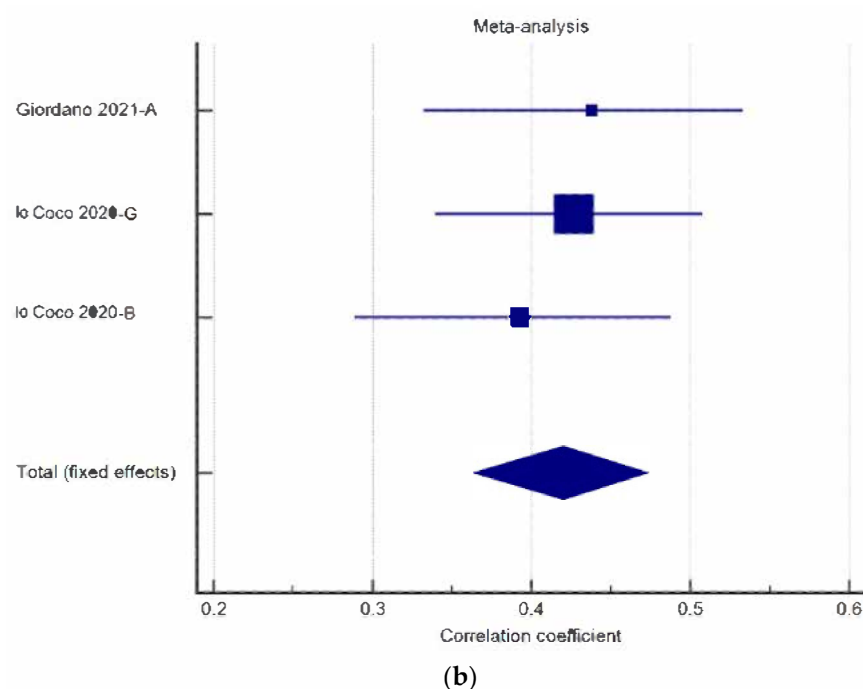 Meta-analysis
Giordano 2021-A
lo Coco 2020-G
lo Coco 2020-B
Total (fixed effects)
0.2 0.3 0.4 0.5 0.6
Correlation coefficient
(b)